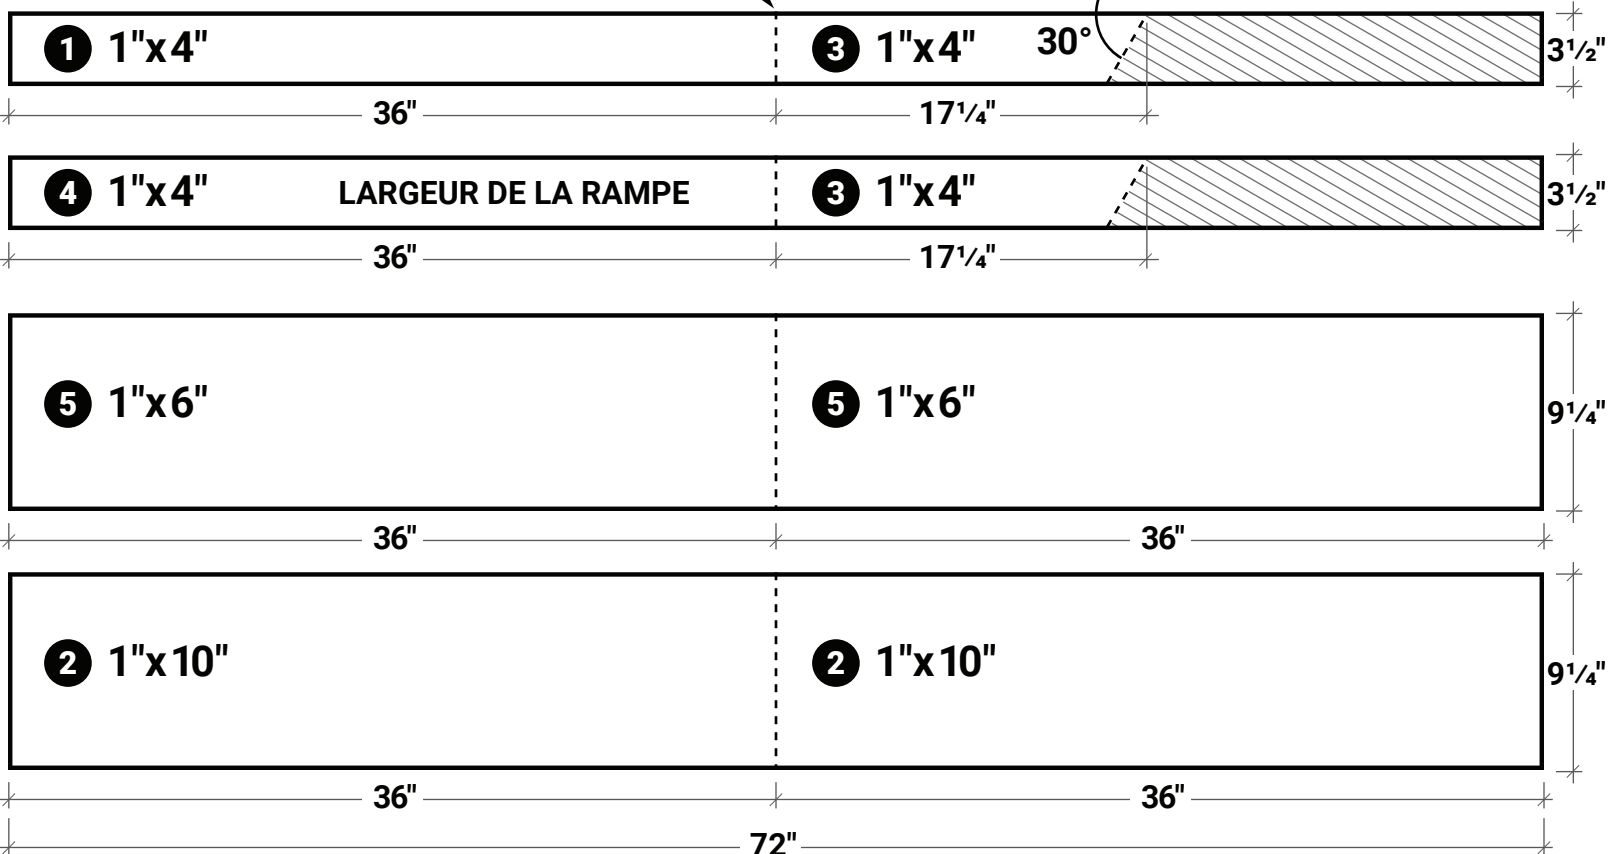 1 1"x4" 3 1"x4" 30° 3½"
36" 17¼"
4 1"x4" LARGEUR DE LA RAMPE 3 1"x4" 3½"
36" 17¼"
5 1"x6" 5 1"x6" 9¼"
36" 36"
2 1"x10" 2 1"x10" 9¼"
36" 36"
72"